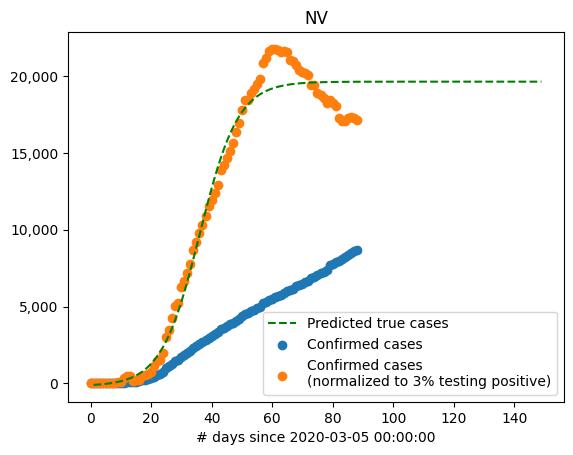 NV
20,000
15,000
10,000
5,000
0
Predicted true cases
Confirmed cases
Confirmed cases
(normalized to 3% testing positive)
0 20 40 60 80 100 120 140
# days since 2020-03-05 00:00:00